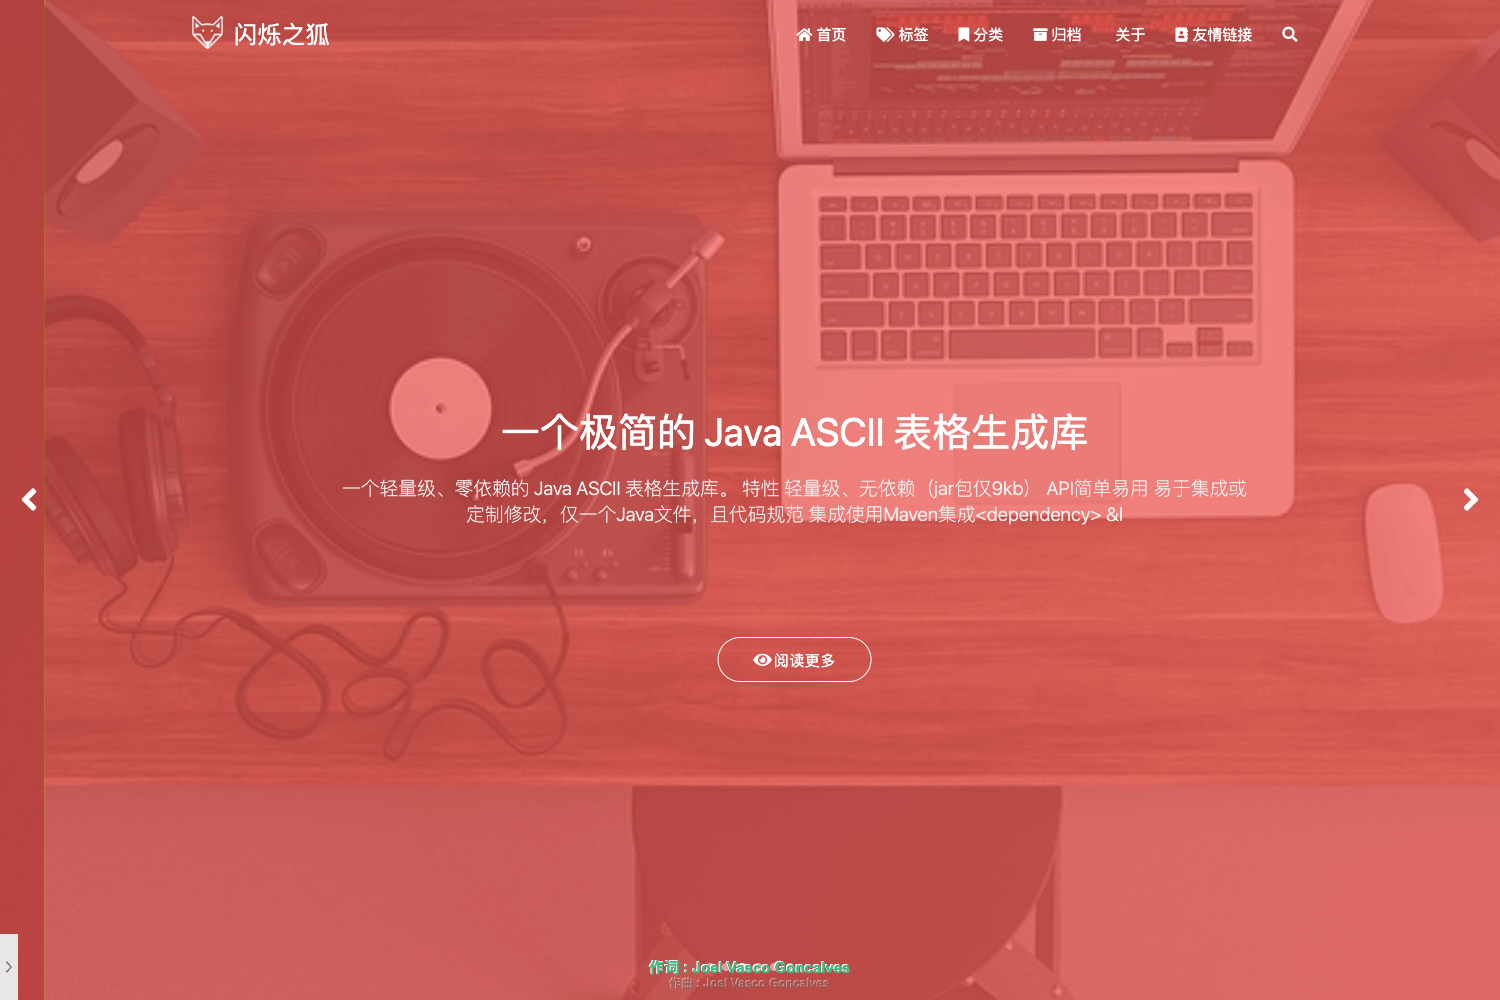 闪烁之狐
首页 标签 分类 归档 关于 友情链接
一个极简的 Java ASCII 表格生成库
一个轻量级、零依赖的 Java ASCII 表格生成库。 特性 轻量级、无依赖（jar包仅9kb） API简单易用 易于集成或
定制修改，仅一个Java文件，且代码规范 集成使用Maven集成<dependency> &l
阅读更多
作词 : Joel Vasco Goncalves
作曲 : Joel Vasco Goncalves